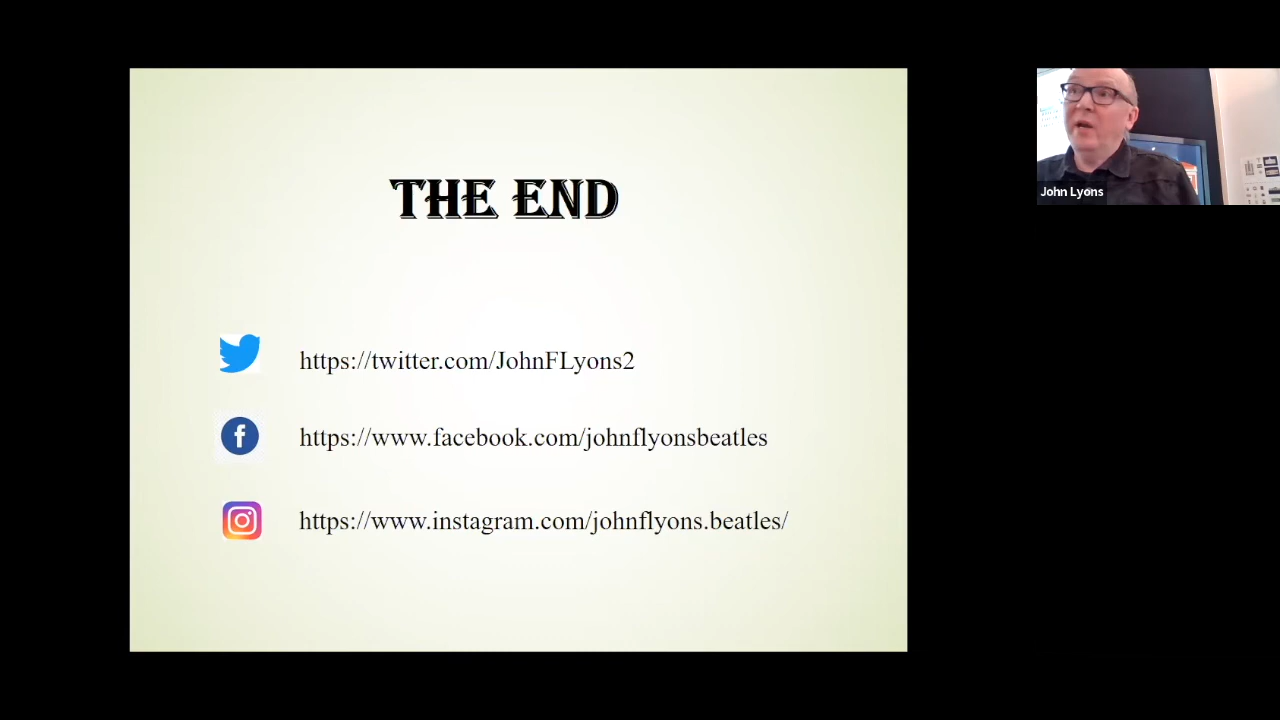 THE END
https://twitter.com/JohnFLyons2
https://www.facebook.com/johnflyonsbeatles
https://www.instagram.com/johnflyons.beatles/
John Lyons